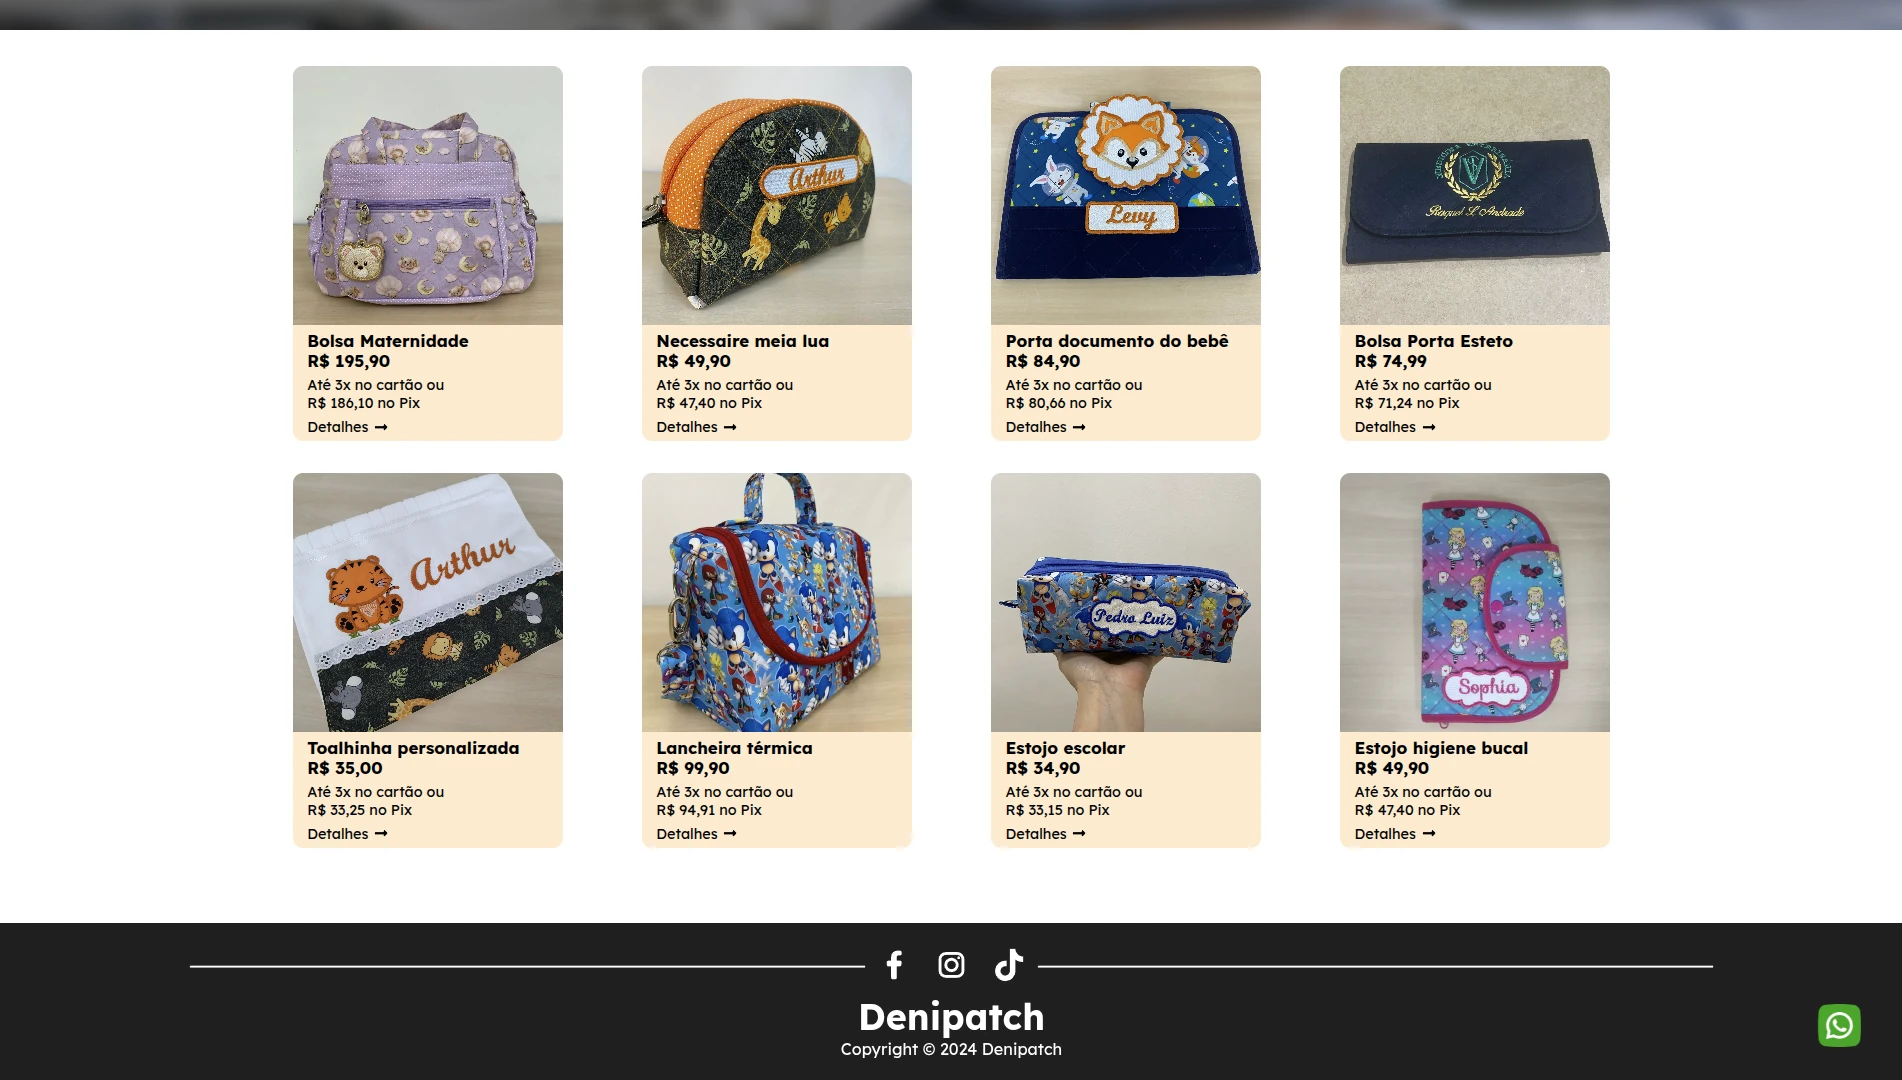 Arthur
Levy
Raquel S. Andrade
Bolsa Maternidade
R$ 195,90
Até 3x no cartão ou
R$ 186,10 no Pix
Detalhes
Necessaire meia lua
R$ 49,90
Até 3x no cartão ou
R$ 47,40 no Pix
Detalhes
Porta documento do bebê
R$ 84,90
Até 3x no cartão ou
R$ 80,66 no Pix
Detalhes
Bolsa Porta Esteto
R$ 74,99
Até 3x no cartão ou
R$ 71,24 no Pix
Detalhes
Arthur
Pedro Luiz
Sophia
Toalhinha personalizada
R$ 35,00
Até 3x no cartão ou
R$ 33,25 no Pix
Detalhes
Lancheira térmica
R$ 99,90
Até 3x no cartão ou
R$ 94,91 no Pix
Detalhes
Estojo escolar
R$ 34,90
Até 3x no cartão ou
R$ 33,15 no Pix
Detalhes
Estojo higiene bucal
R$ 49,90
Até 3x no cartão ou
R$ 47,40 no Pix
Detalhes
Denipatch
Copyright © 2024 Denipatch